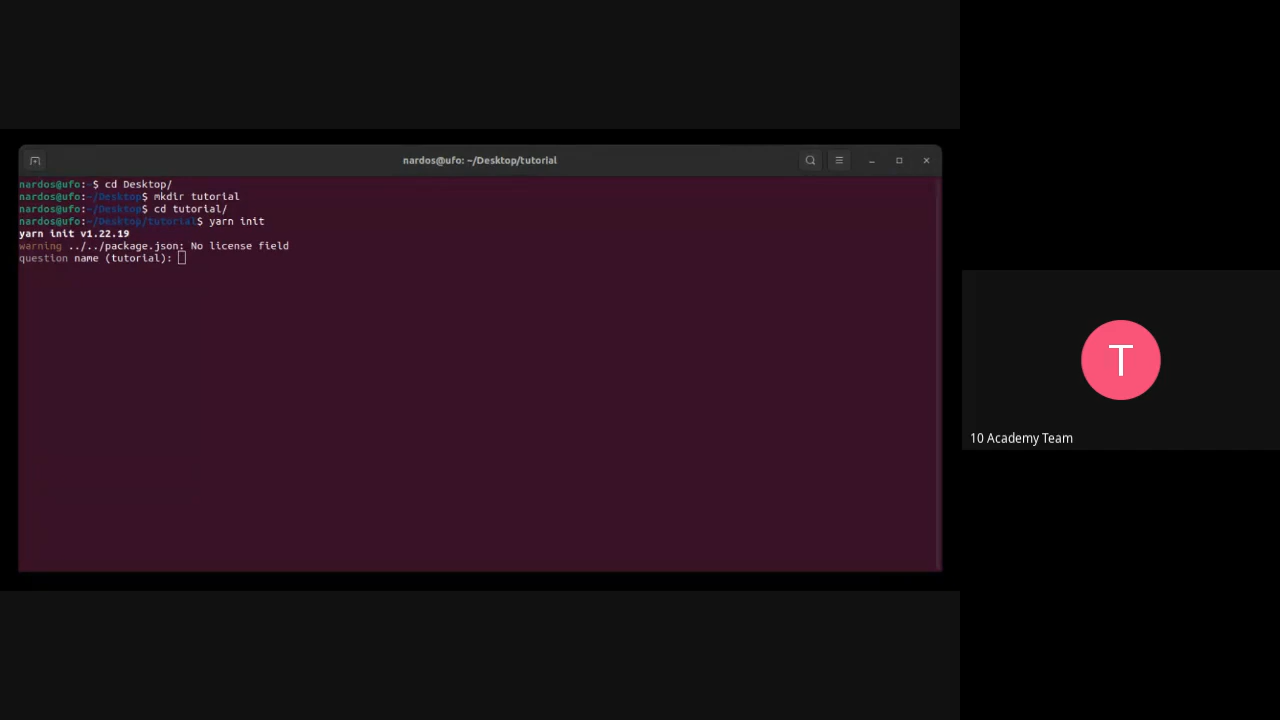 nardos@ufo: ~/Desktop/tutorial
nardos@ufo:~$ cd Desktop/
nardos@ufo:~/Desktop$ mkdir tutorial
nardos@ufo:~/Desktop$ cd tutorial/
nardos@ufo:~/Desktop/tutorial$ yarn init
yarn init v1.22.19
warning ../../package.json: No license field
question name (tutorial):
T
10 Academy Team